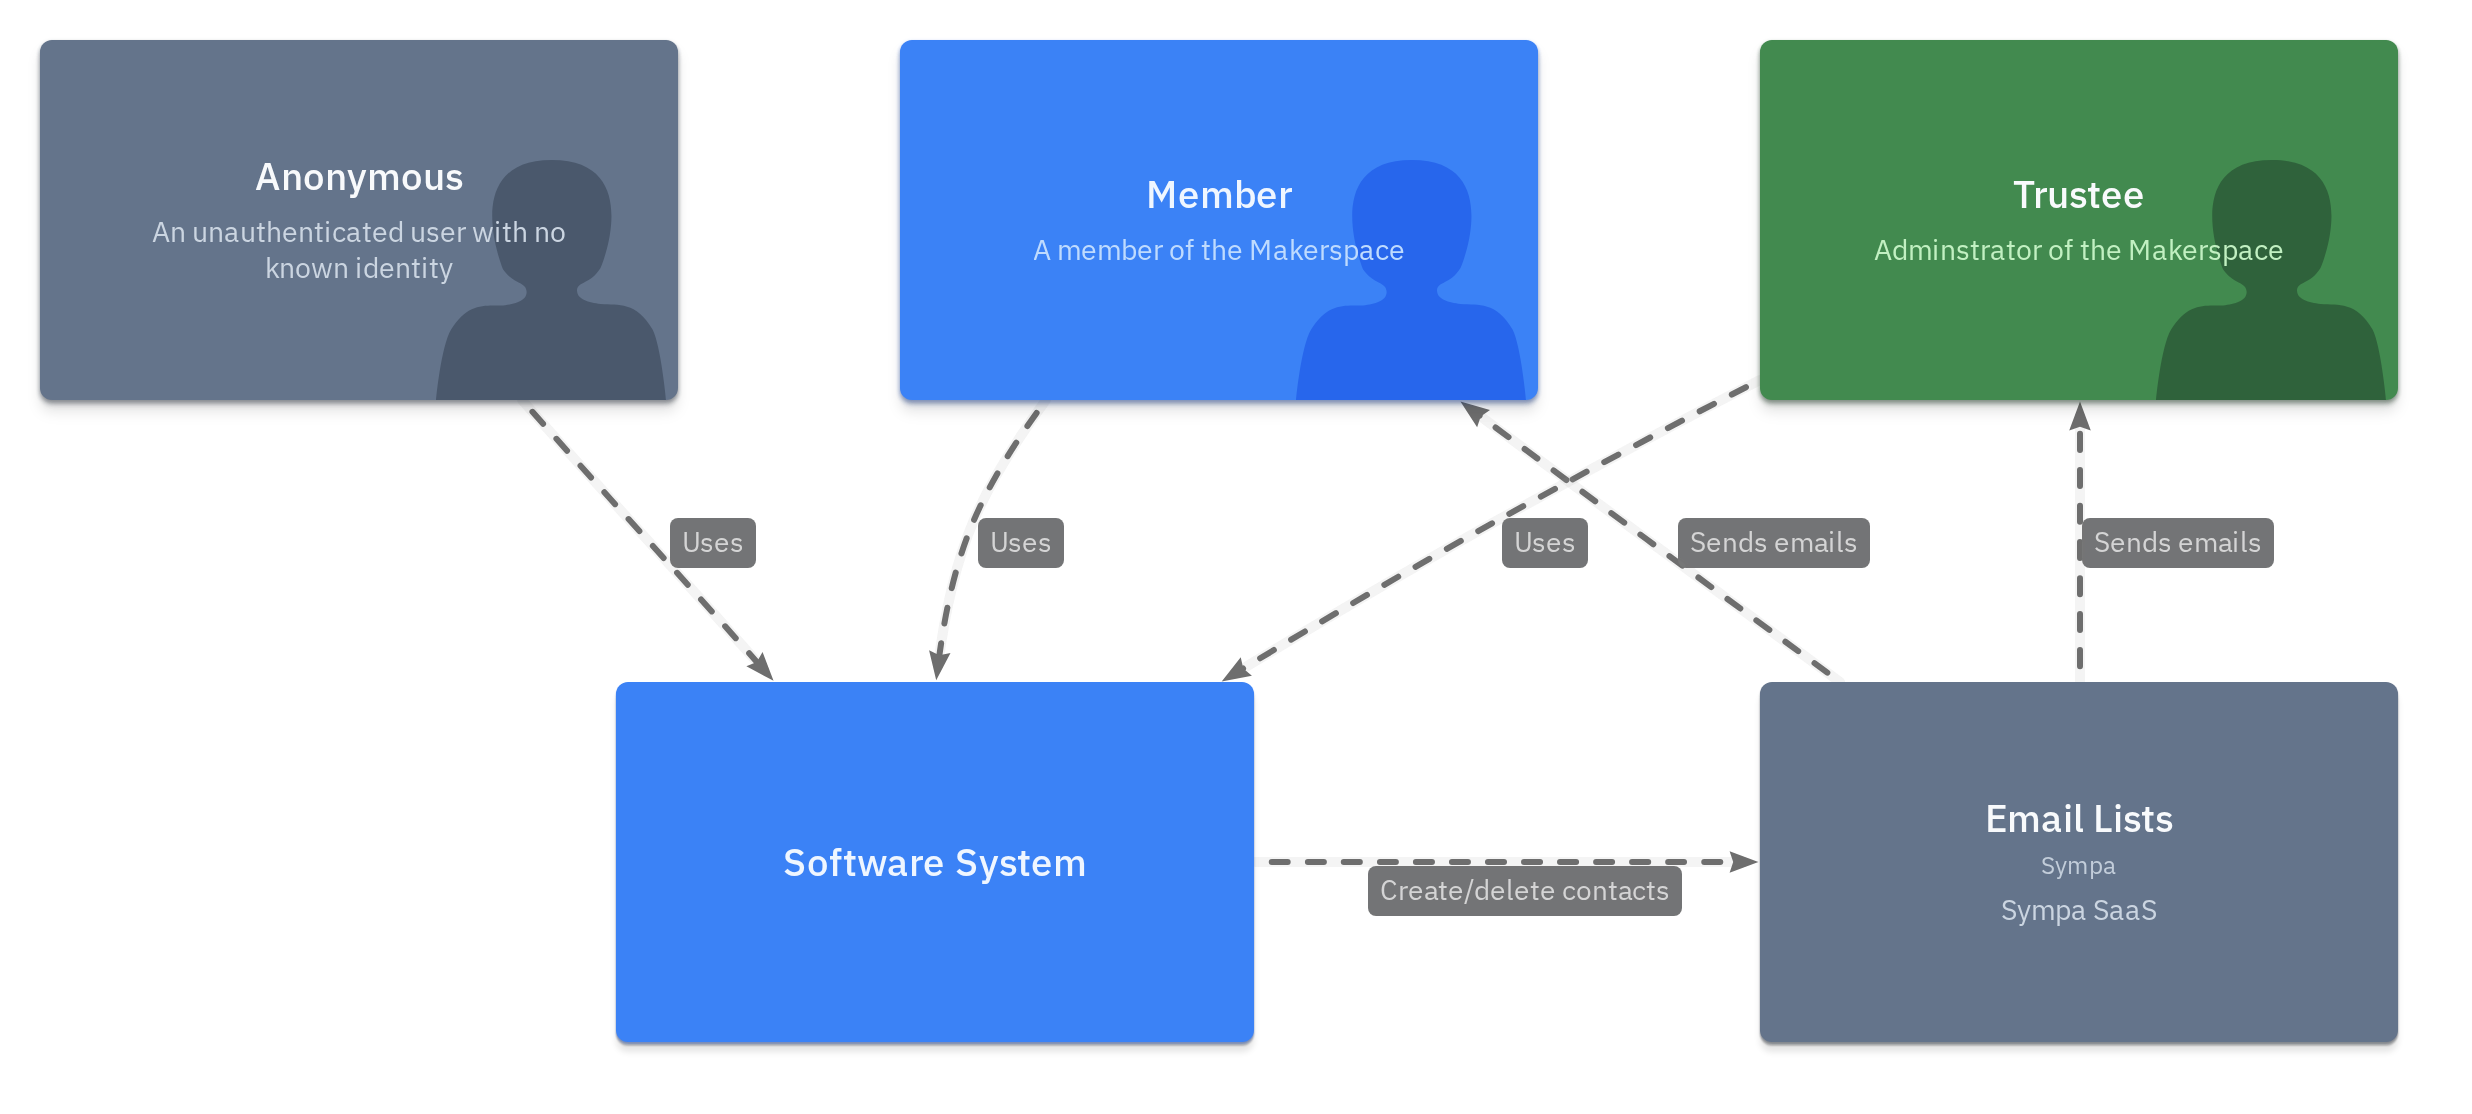 Anonymous
An unauthenticated user with no
known identity
Member
A member of the Makerspace
Trustee
Adminstrator of the Makerspace
Uses
Uses
Uses
Sends emails
Sends emails
Software System
Create/delete contacts
Email Lists
Sympa
Sympa SaaS